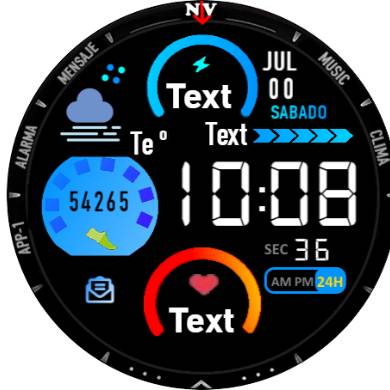 NV
MENSAJE
MUSIC
ALARMA
CLIMA
APP-1
JUL
00
SABADO
Text
Te°
Text
54265
10:08
SEC 36
AM PM 24H
Text